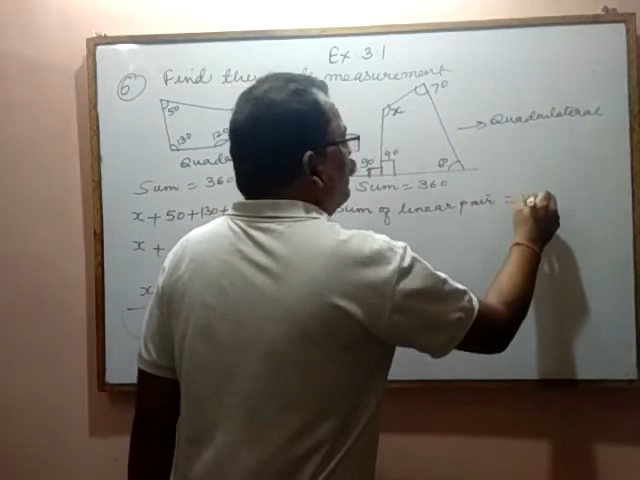 Ex 3.1
6 Find the measurement
50 130 120
Quad
x 70 90 90 60
→ Quadrilateral
Sum = 360
Sum = 360
x + 50 + 130 +
Sum of linear pair =
x +
x